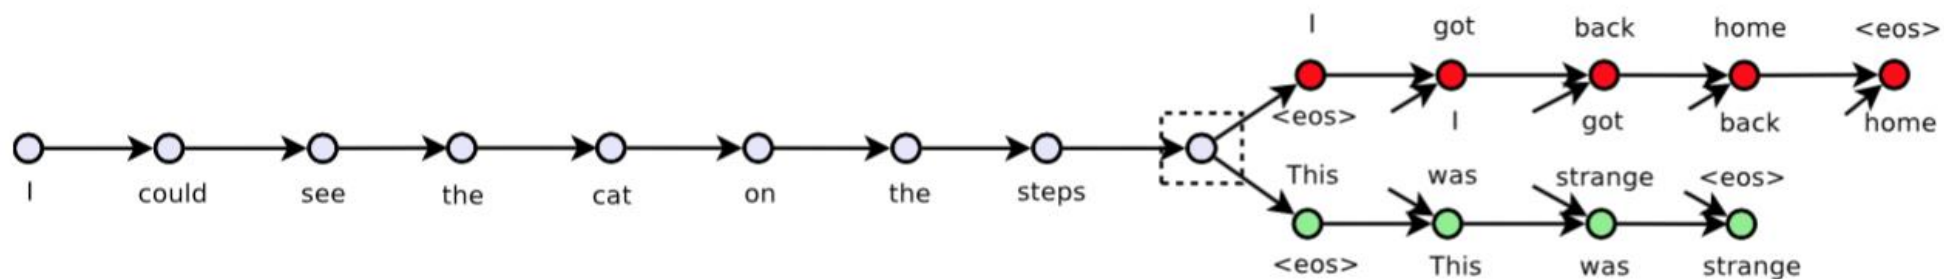 I got back home <eos>
<eos> I got back home
I could see the cat on the steps
This was strange <eos>
<eos> This was strange